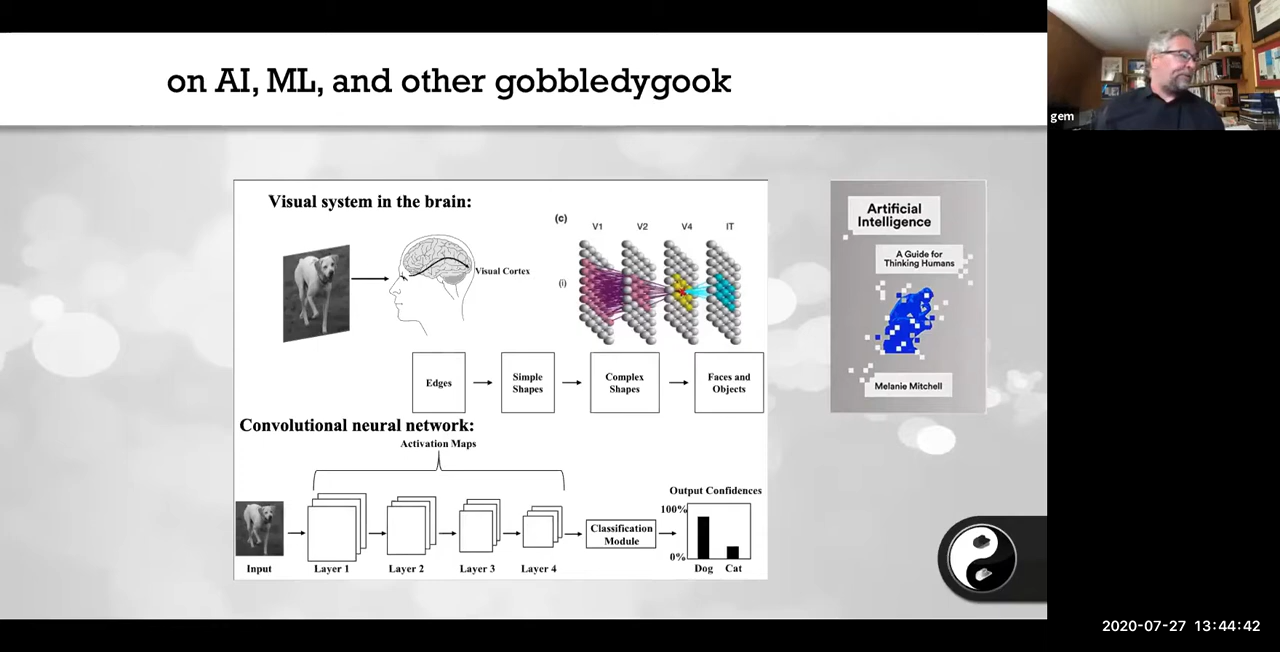 on AI, ML, and other gobbledygook
gem
Visual system in the brain:
Visual Cortex
(c)
V1 V2 V4 IT
(i)
Edges
Simple
Shapes
Complex
Shapes
Faces and
Objects
Convolutional neural network:
Activation Maps
Input
Layer 1
Layer 2
Layer 3
Layer 4
Classification
Module
Output Confidences
100%
0%
Dog Cat
Artificial
Intelligence
A Guide for
Thinking Humans
Melanie Mitchell
2020-07-27 13:44:42